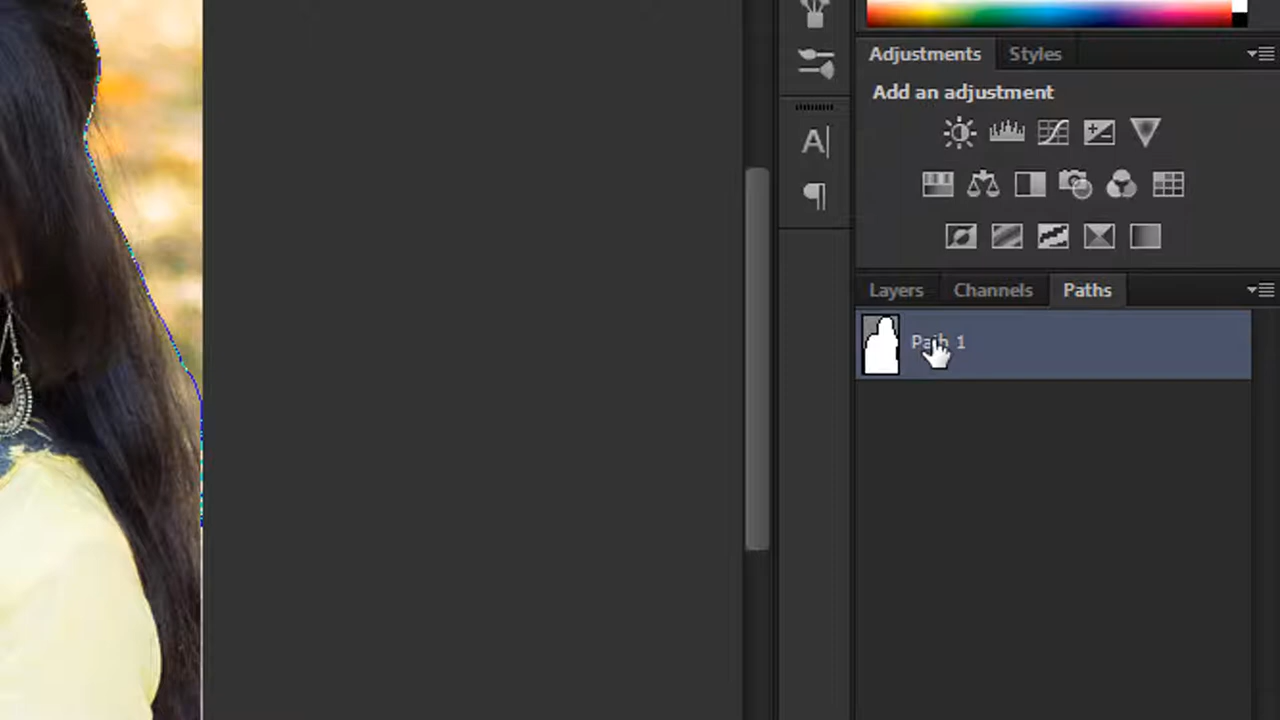 Adjustments Styles
Add an adjustment
A
Layers Channels Paths
Path 1